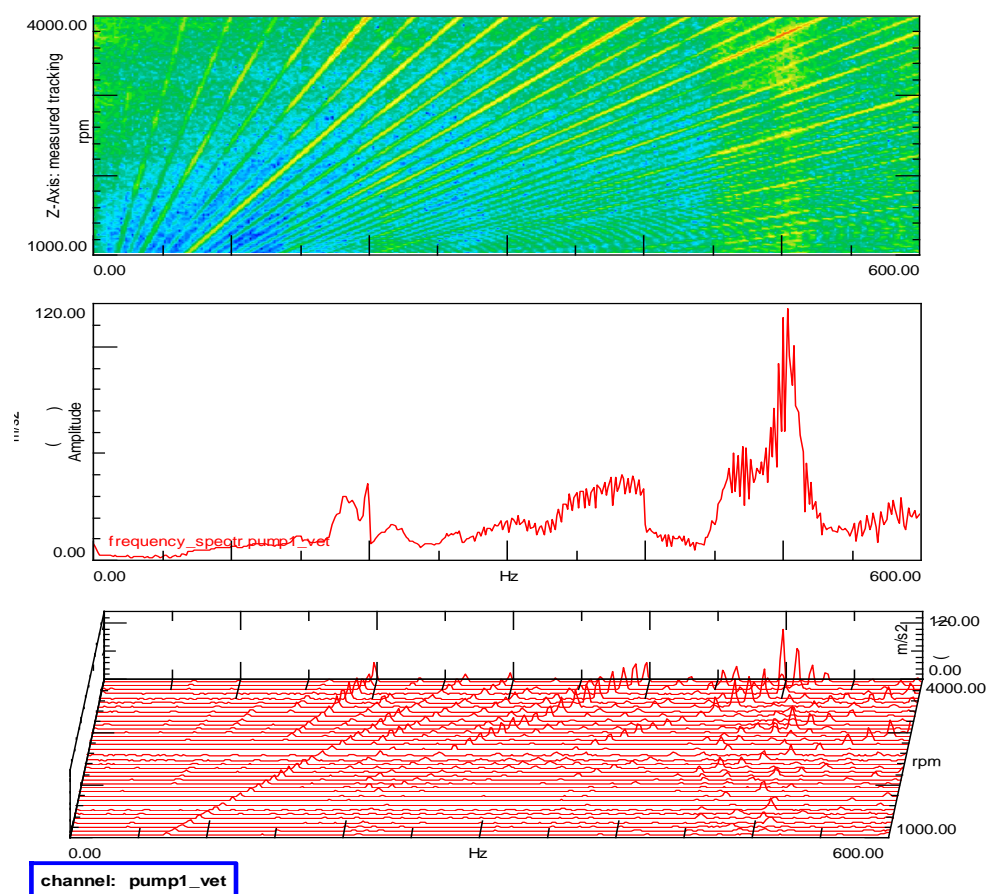 4000.00
Z-Axis: measured tracking
rpm
1000.00
0.00 600.00
120.00
m/s2
( )
Amplitude
frequency_spectr pump1_vet
0.00
0.00 Hz 600.00
120.00
m/s2
(
0.00
4000.00
rpm
1000.00
0.00 Hz 600.00
channel: pump1_vet